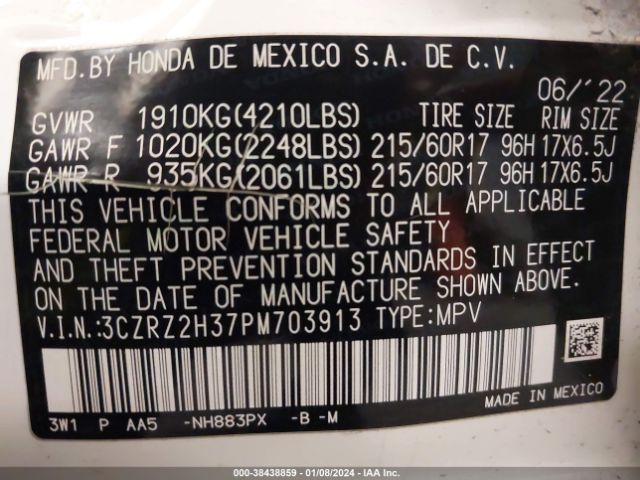 MFD.BY HONDA DE MEXICO S.A. DE C.V.
06/'22
GVWR 1910KG(4210LBS) TIRE SIZE RIM SIZE
GAWR F 1020KG(2248LBS) 215/60R17 96H 17X6.5J
GAWR R 935KG(2061LBS) 215/60R17 96H 17X6.5J
THIS VEHICLE CONFORMS TO ALL APPLICABLE
FEDERAL MOTOR VEHICLE SAFETY
AND THEFT PREVENTION STANDARDS IN EFFECT
ON THE DATE OF MANUFACTURE SHOWN ABOVE.
V.I.N.:3CZRZ2H37PM703913 TYPE:MPV
3W1 P AA5 -NH883PX -B -M
MADE IN MEXICO
000-38438859 - 01/08/2024 - IAA Inc.